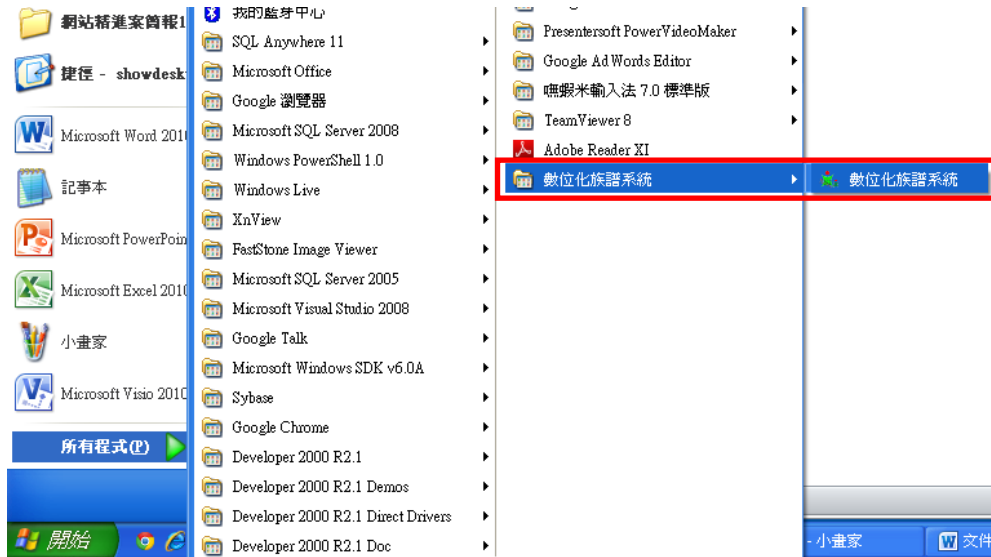 網站精進案簡報1
捷徑 - showdesk
Microsoft Word 201
記事本
Microsoft PowerPoin
Microsoft Excel 2010
小畫家
Microsoft Visio 2010
所有程式(P)
開始
我的藍芽中心
SQL Anywhere 11
Microsoft Office
Google 瀏覽器
Microsoft SQL Server 2008
Windows PowerShell 1.0
Windows Live
XnView
FastStone Image Viewer
Microsoft SQL Server 2005
Microsoft Visual Studio 2008
Google Talk
Microsoft Windows SDK v6.0A
Sybase
Google Chrome
Developer 2000 R2.1
Developer 2000 R2.1 Demos
Developer 2000 R2.1 Direct Drivers
Developer 2000 R2.1 Doc
Presentersoft PowerVideoMaker
Google AdWords Editor
嘸蝦米輸入法 7.0 標準版
TeamViewer 8
Adobe Reader XI
數位化族譜系統
數位化族譜系統
- 小畫家
文件